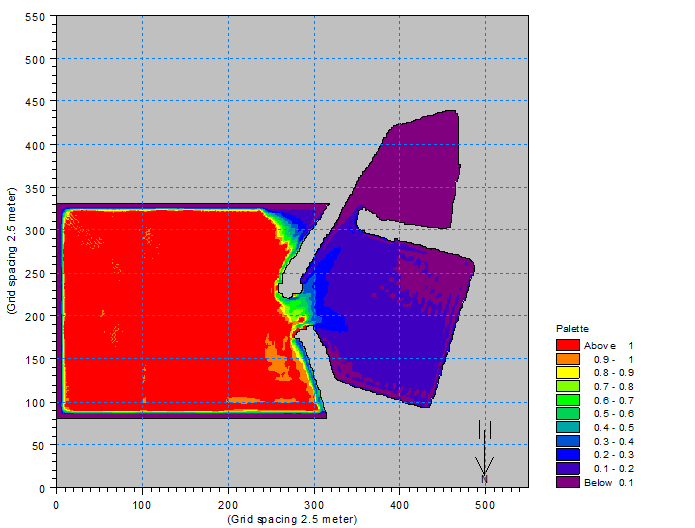 550
500
450
400
350
300
250
200
150
100
50
0
(Grid spacing 2.5 meter)
0 100 200 300 400 500
(Grid spacing 2.5 meter)
N
Palette
Above 1
0.9 - 1
0.8 - 0.9
0.7 - 0.8
0.6 - 0.7
0.5 - 0.6
0.4 - 0.5
0.3 - 0.4
0.2 - 0.3
0.1 - 0.2
Below 0.1